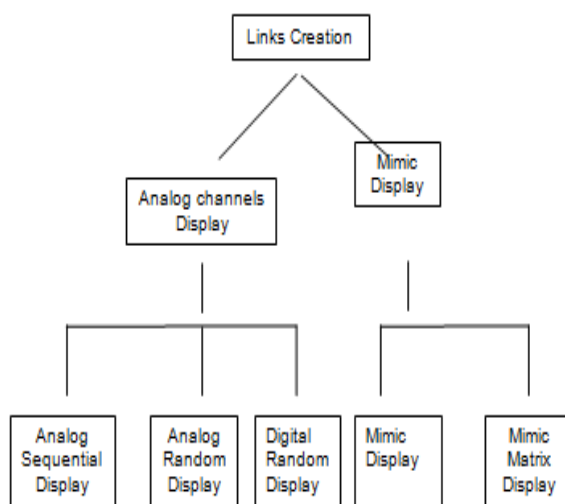 Links Creation
Mimic
Display
Analog channels
Display
Analog
Sequential
Display
Analog
Random
Display
Digital
Random
Display
Mimic
Display
Mimic
Matrix
Display